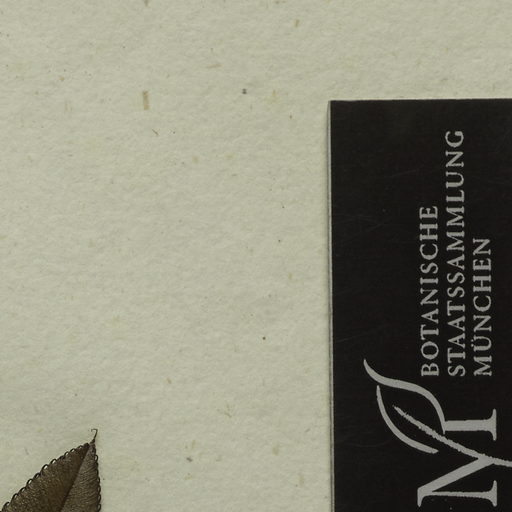 BOTANISCHE
STAATSSAMMLUNG
MÜNCHEN
M